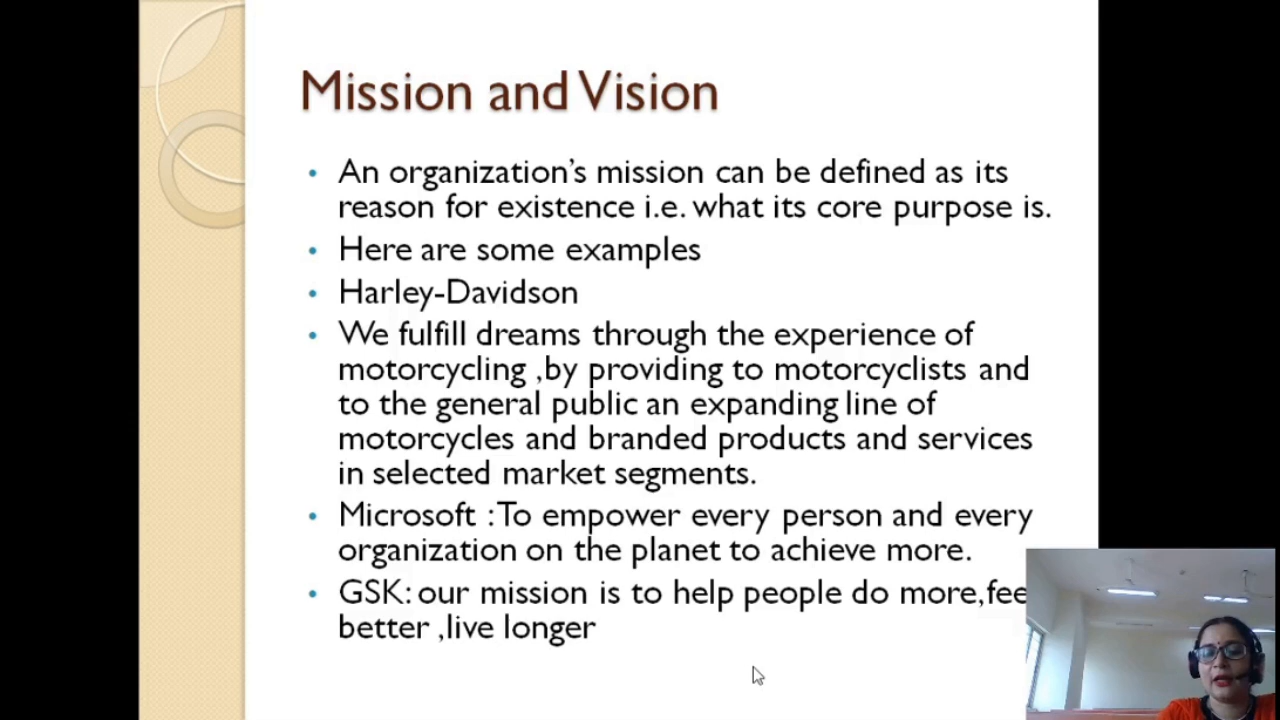 Mission and Vision
• An organization's mission can be defined as its
reason for existence i.e. what its core purpose is.
• Here are some examples
• Harley-Davidson
• We fulfill dreams through the experience of
motorcycling ,by providing to motorcyclists and
to the general public an expanding line of
motorcycles and branded products and services
in selected market segments.
• Microsoft :To empower every person and every
organization on the planet to achieve more.
• GSK: our mission is to help people do more,fee
better ,live longer